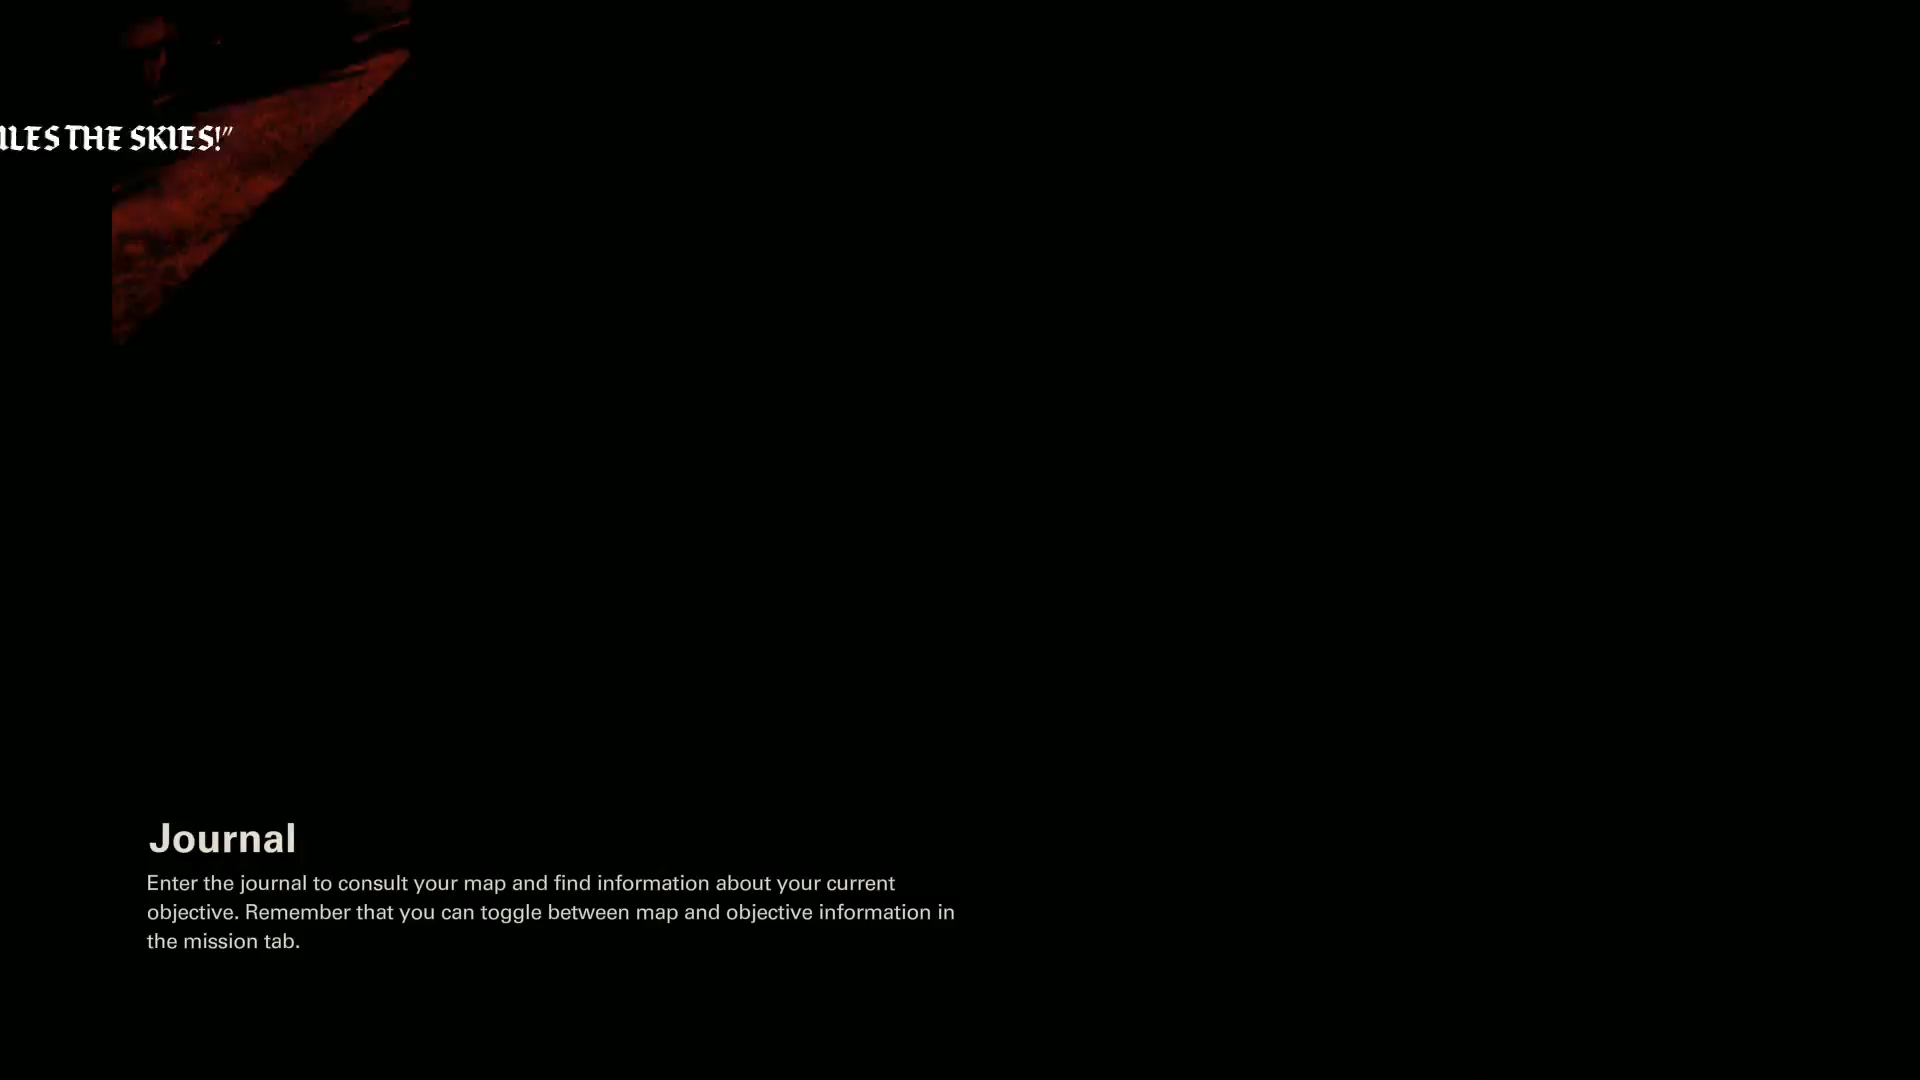 THE SKIES!"
Journal
Enter the journal to consult your map and find information about your current
objective. Remember that you can toggle between map and objective information in
the mission tab.